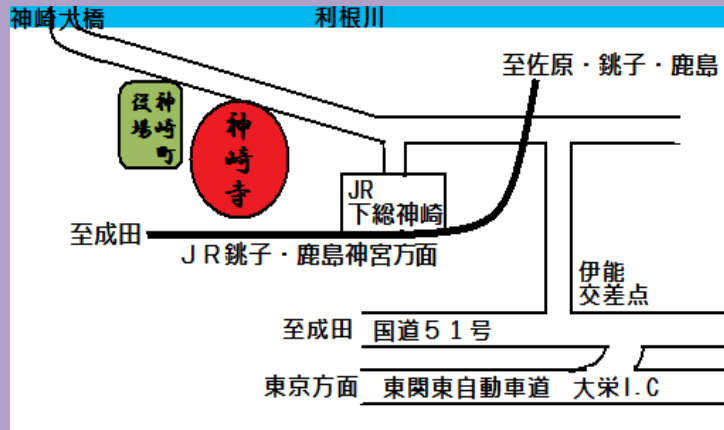 神崎大橋
利根川
至佐原・銚子・鹿島
神崎町
役場
神崎寺
JR
下総神崎
至成田
ＪＲ銚子・鹿島神宮方面
伊能
交差点
至成田
国道５１号
東京方面
東関東自動車道
大栄I.C